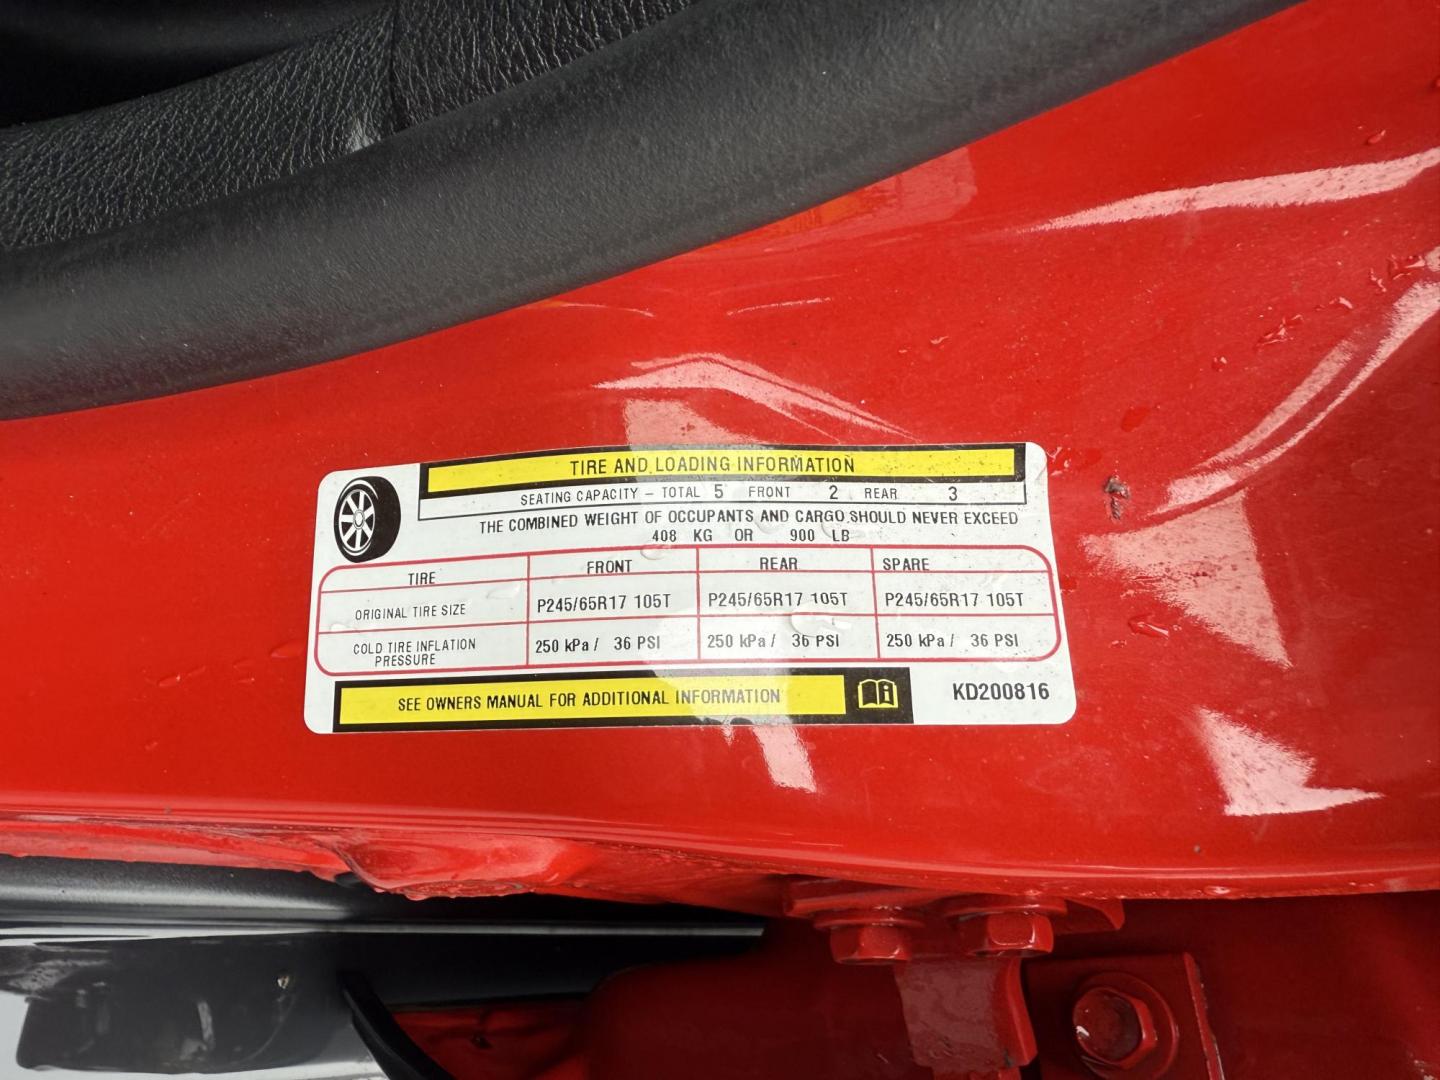 TIRE AND LOADING INFORMATION
SEATING CAPACITY – TOTAL 5 FRONT 2 REAR 3
THE COMBINED WEIGHT OF OCCUPANTS AND CARGO SHOULD NEVER EXCEED
408 KG OR 900 LB
TIRE FRONT REAR SPARE
ORIGINAL TIRE SIZE P245/65R17 105T P245/65R17 105T P245/65R17 105T
COLD TIRE INFLATION PRESSURE 250 kPa / 36 PSI 250 kPa / 36 PSI 250 kPa / 36 PSI
SEE OWNERS MANUAL FOR ADDITIONAL INFORMATION
KD200816